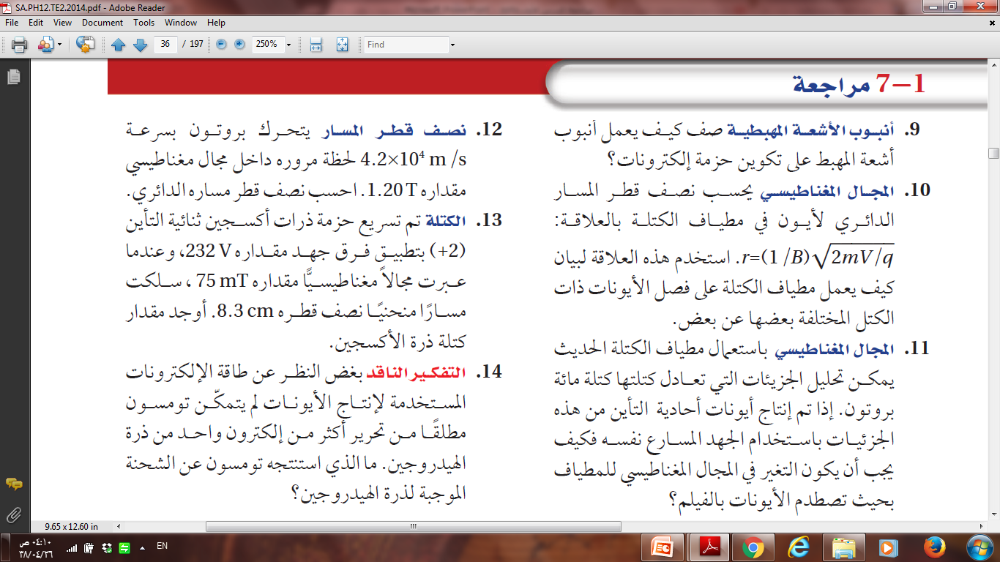 SA.PH12.TE2.2014.pdf - Adobe Reader
File Edit View Document Tools Window Help
36 / 197 250% Find
7–1 مراجعة
9. أنبوب الأشعة المهبطية صف كيف يعمل أنبوب
أشعة المهبط على تكوين حزمة إلكترونات؟
10. المجال المغناطيسي يحسب نصف قطر المسار
الدائري لأيون في مطياف الكتلة بالعلاقة:
r=(1 /B)√2mV/q. استخدم هذه العلاقة لبيان
كيف يعمل مطياف الكتلة على فصل الأيونات ذات
الكتل المختلفة بعضها عن بعض.
11. المجال المغناطيسي باستعمال مطياف الكتلة الحديث
يمكن تحليل الجزيئات التي تعادل كتلتها كتلة مائة
بروتون. إذا تم إنتاج أيونات أحادية التأين من هذه
الجزئيات باستخدام الجهد المسارع نفسه فكيف
يجب أن يكون التغير في المجال المغناطيسي للمطياف
بحيث تصطدم الأيونات بالفيلم؟
12. نصف قطر المسار يتحرك بروتون بسرعة
4.2×10⁴ m /s لحظة مروره داخل مجال مغناطيسي
مقداره 1.20 T. احسب نصف قطر مساره الدائري.
13. الكتلة تم تسريع حزمة ذرات أكسجين ثنائية التأين
(+2) بتطبيق فرق جهد مقداره 232 V، وعندما
عبرت مجالاً مغناطيسيًّا مقداره 75 mT ، سلكت
مسارًا منحنيًا نصف قطره 8.3 cm. أوجد مقدار
كتلة ذرة الأكسجين.
14. التفكير الناقد بغض النظر عن طاقة الإلكترونات
المستخدمة لإنتاج الأيونات لم يتمكّن تومسون
مطلقًا من تحرير أكثر من إلكترون واحد من ذرة
الهيدروجين. ما الذي استنتجه تومسون عن الشحنة
الموجبة لذرة الهيدروجين؟
9.65 x 12.60 in
EN
٠٤:١٠ ص
٣٨/٠٤/٢٦